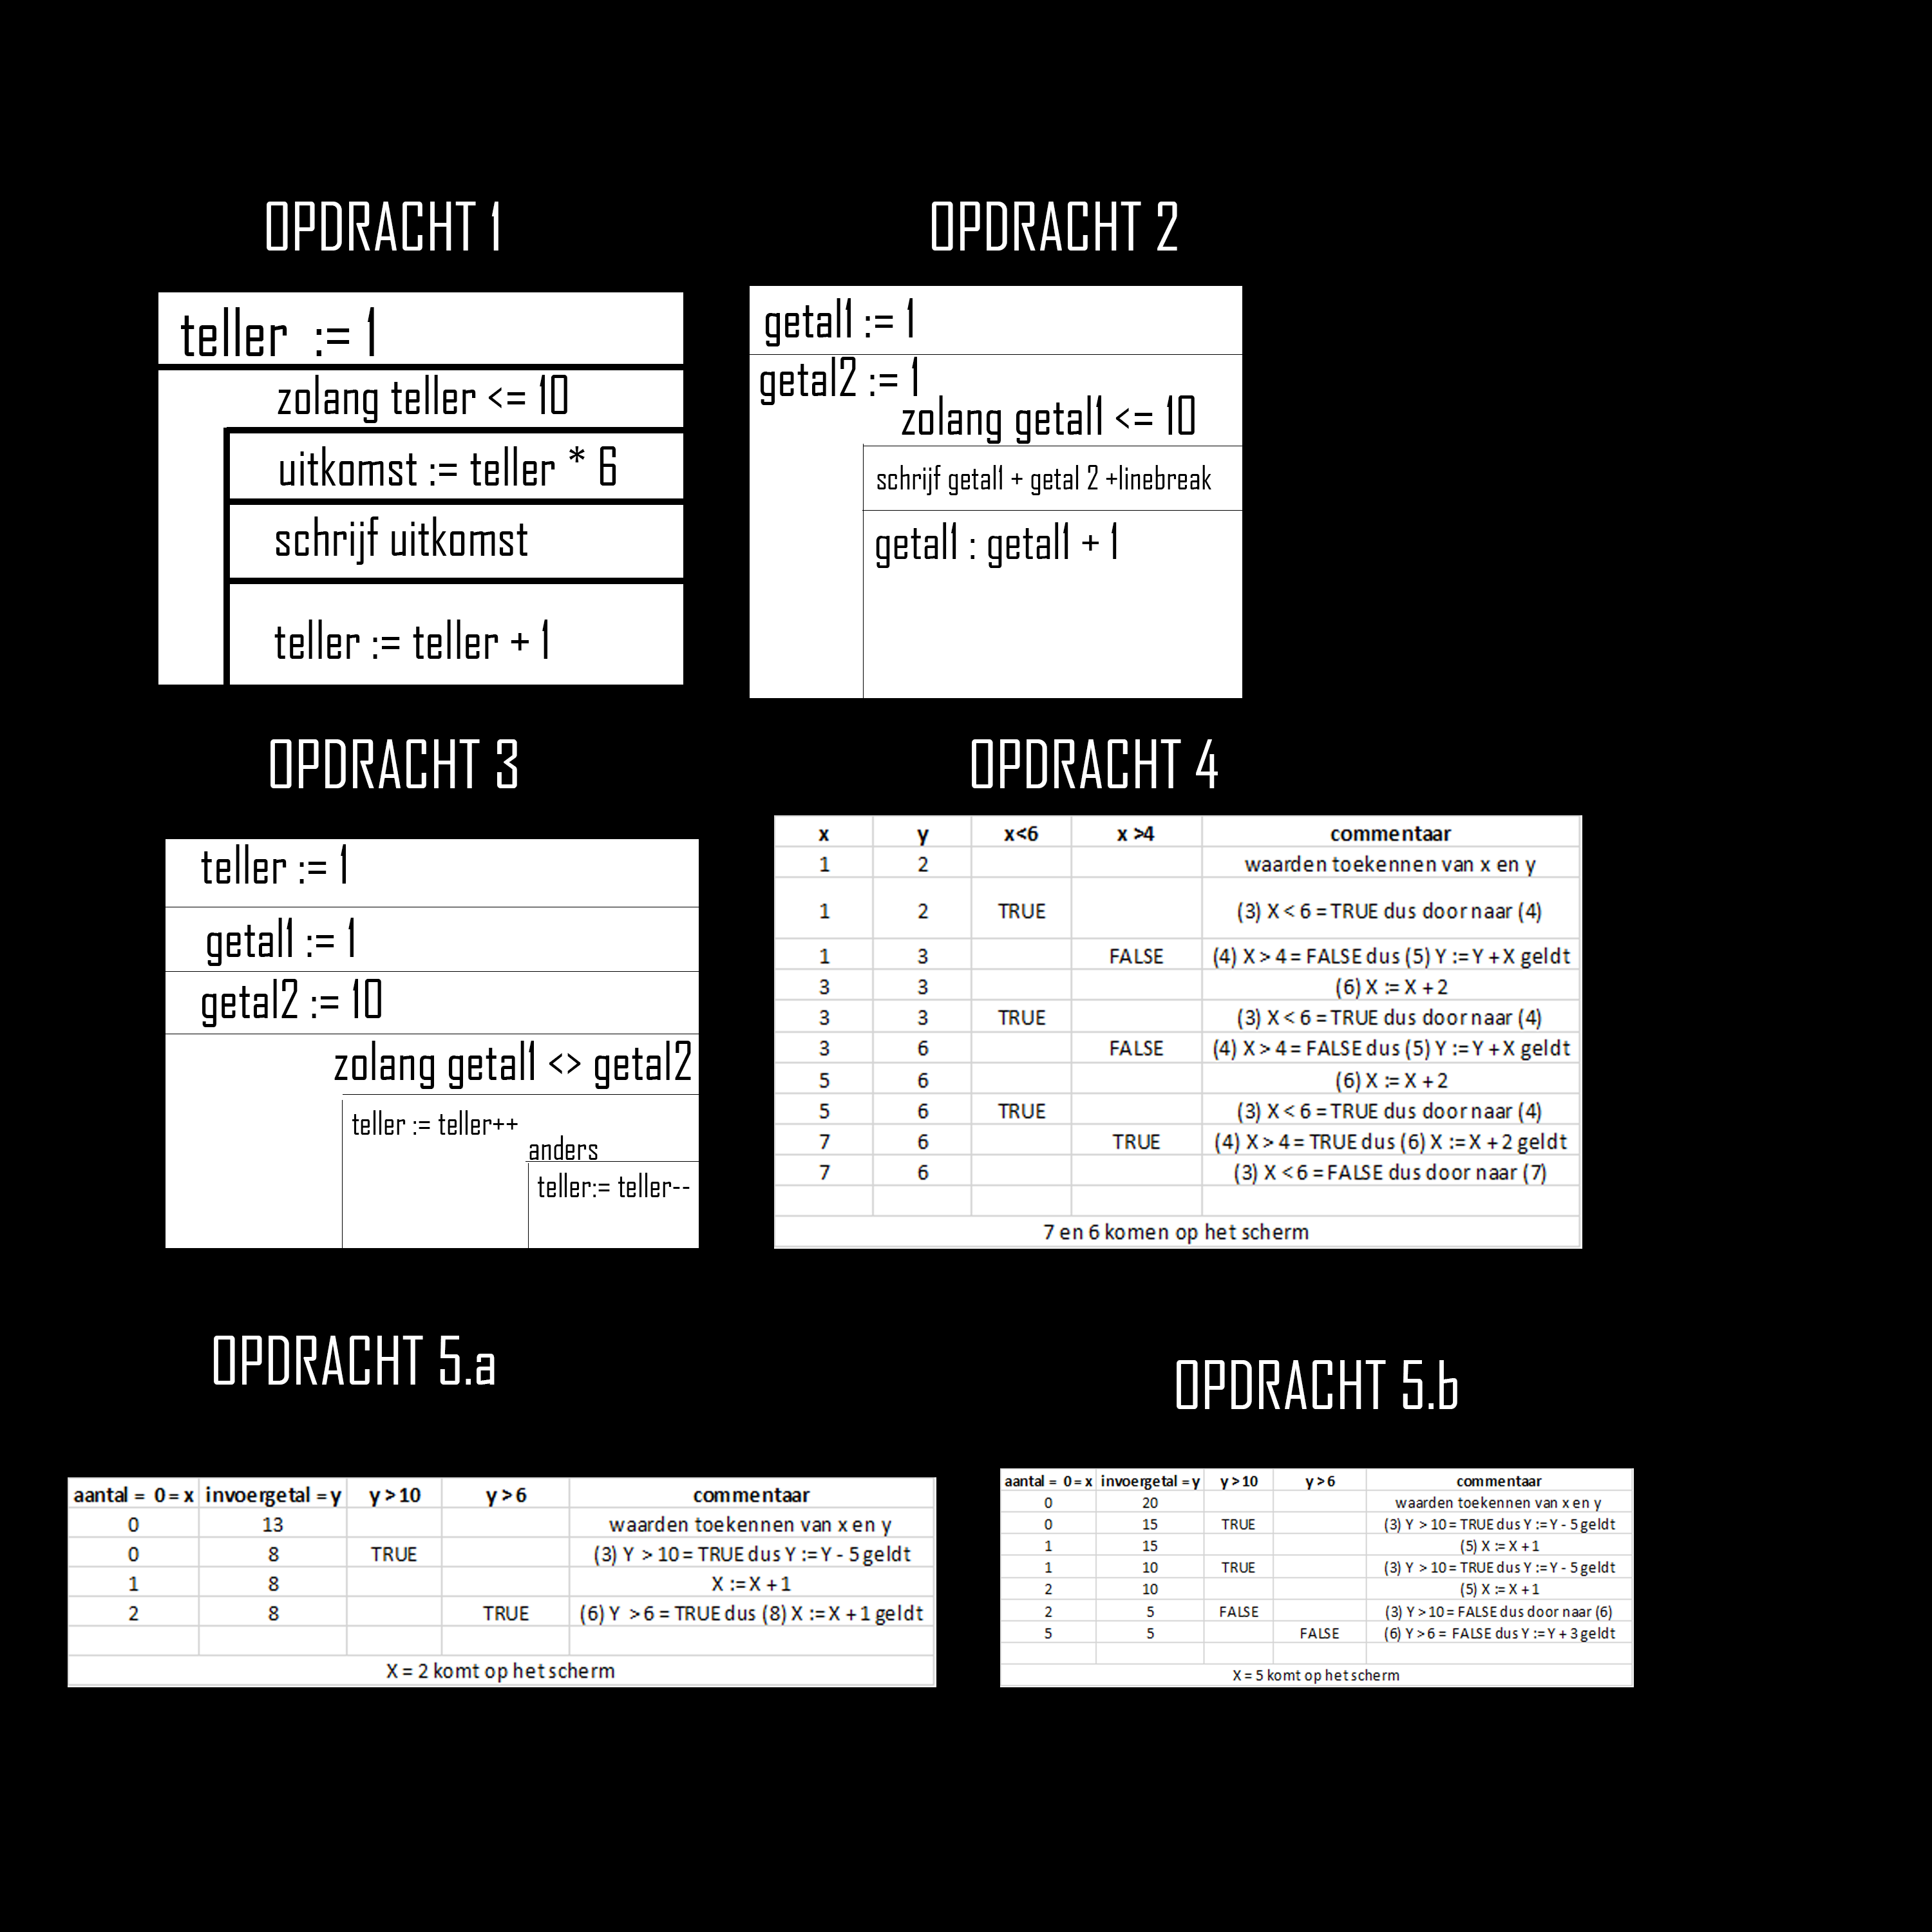 OPDRACHT 1
teller := 1
zolang teller <= 10
uitkomst := teller * 6
schrijf uitkomst
teller := teller + 1
OPDRACHT 2
getal1 := 1
getal2 := 1
zolang getal1 <= 10
schrijf getal1 + getal 2 +linebreak
getal1 : getal1 + 1
OPDRACHT 3
teller := 1
getal1 := 1
getal2 := 10
zolang getal1 <> getal2
teller := teller++
anders
teller:= teller--
OPDRACHT 4
x y x<6 x >4 commentaar
1 2 waarden toekennen van x en y
1 2 TRUE (3) X < 6 = TRUE dus door naar (4)
1 3 FALSE (4) X > 4 = FALSE dus (5) Y := Y + X geldt
3 3 (6) X := X + 2
3 3 TRUE (3) X < 6 = TRUE dus door naar (4)
3 6 FALSE (4) X > 4 = FALSE dus (5) Y := Y + X geldt
5 6 (6) X := X + 2
5 6 TRUE (3) X < 6 = TRUE dus door naar (4)
7 6 TRUE (4) X > 4 = TRUE dus (6) X := X + 2 geldt
7 6 (3) X < 6 = FALSE dus door naar (7)
7 en 6 komen op het scherm
OPDRACHT 5.a
aantal = 0 = x invoergetal = y y > 10 y > 6 commentaar
0 13 waarden toekennen van x en y
0 8 TRUE (3) Y > 10 = TRUE dus Y := Y - 5 geldt
1 8 X := X + 1
2 8 TRUE (6) Y > 6 = TRUE dus (8) X := X + 1 geldt
X = 2 komt op het scherm
OPDRACHT 5.b
aantal = 0 = x invoergetal = y y > 10 y > 6 commentaar
0 20 waarden toekennen van x en y
0 15 TRUE (3) Y > 10 = TRUE dus Y := Y - 5 geldt
1 15 (5) X := X + 1
1 10 TRUE (3) Y > 10 = TRUE dus Y := Y - 5 geldt
2 10 (5) X := X + 1
2 5 FALSE (3) Y > 10 = FALSE dus door naar (6)
5 5 FALSE (6) Y > 6 = FALSE dus Y := Y + 3 geldt
X = 5 komt op het scherm